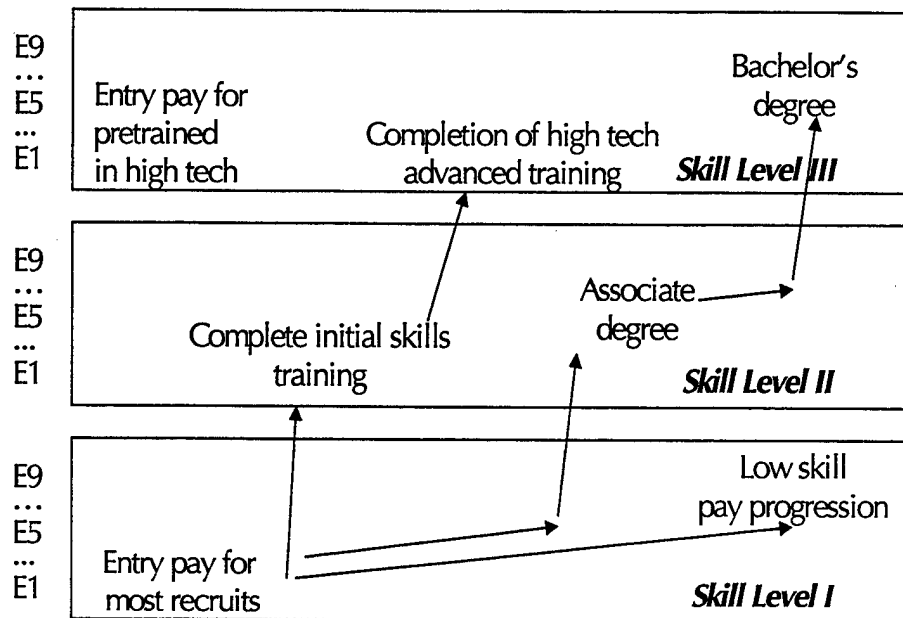 E9
...
E5
...
E1
Entry pay for
pretrained
in high tech
Completion of high tech
advanced training
Bachelor's
degree
Skill Level III
E9
...
E5
...
E1
Complete initial skills
training
Associate
degree
Skill Level II
E9
...
E5
...
E1
Entry pay for
most recruits
Low skill
pay progression
Skill Level I